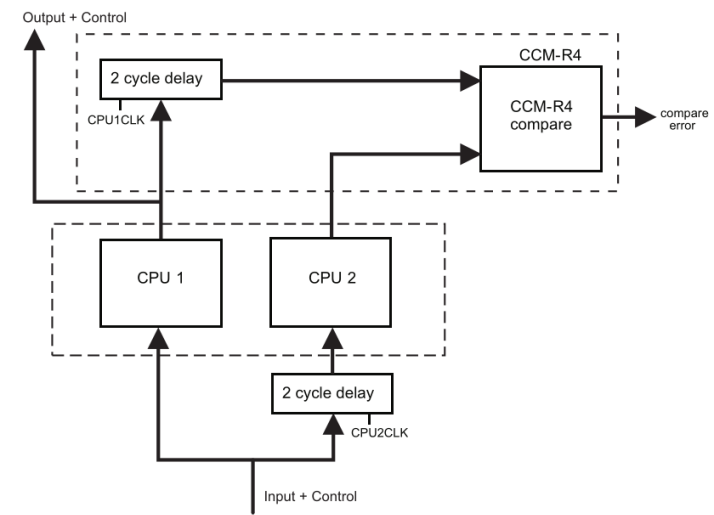 Output + Control
CCM-R4
2 cycle delay
CPU1CLK
CCM-R4
compare
compare
error
CPU 1
CPU 2
2 cycle delay
CPU2CLK
Input + Control